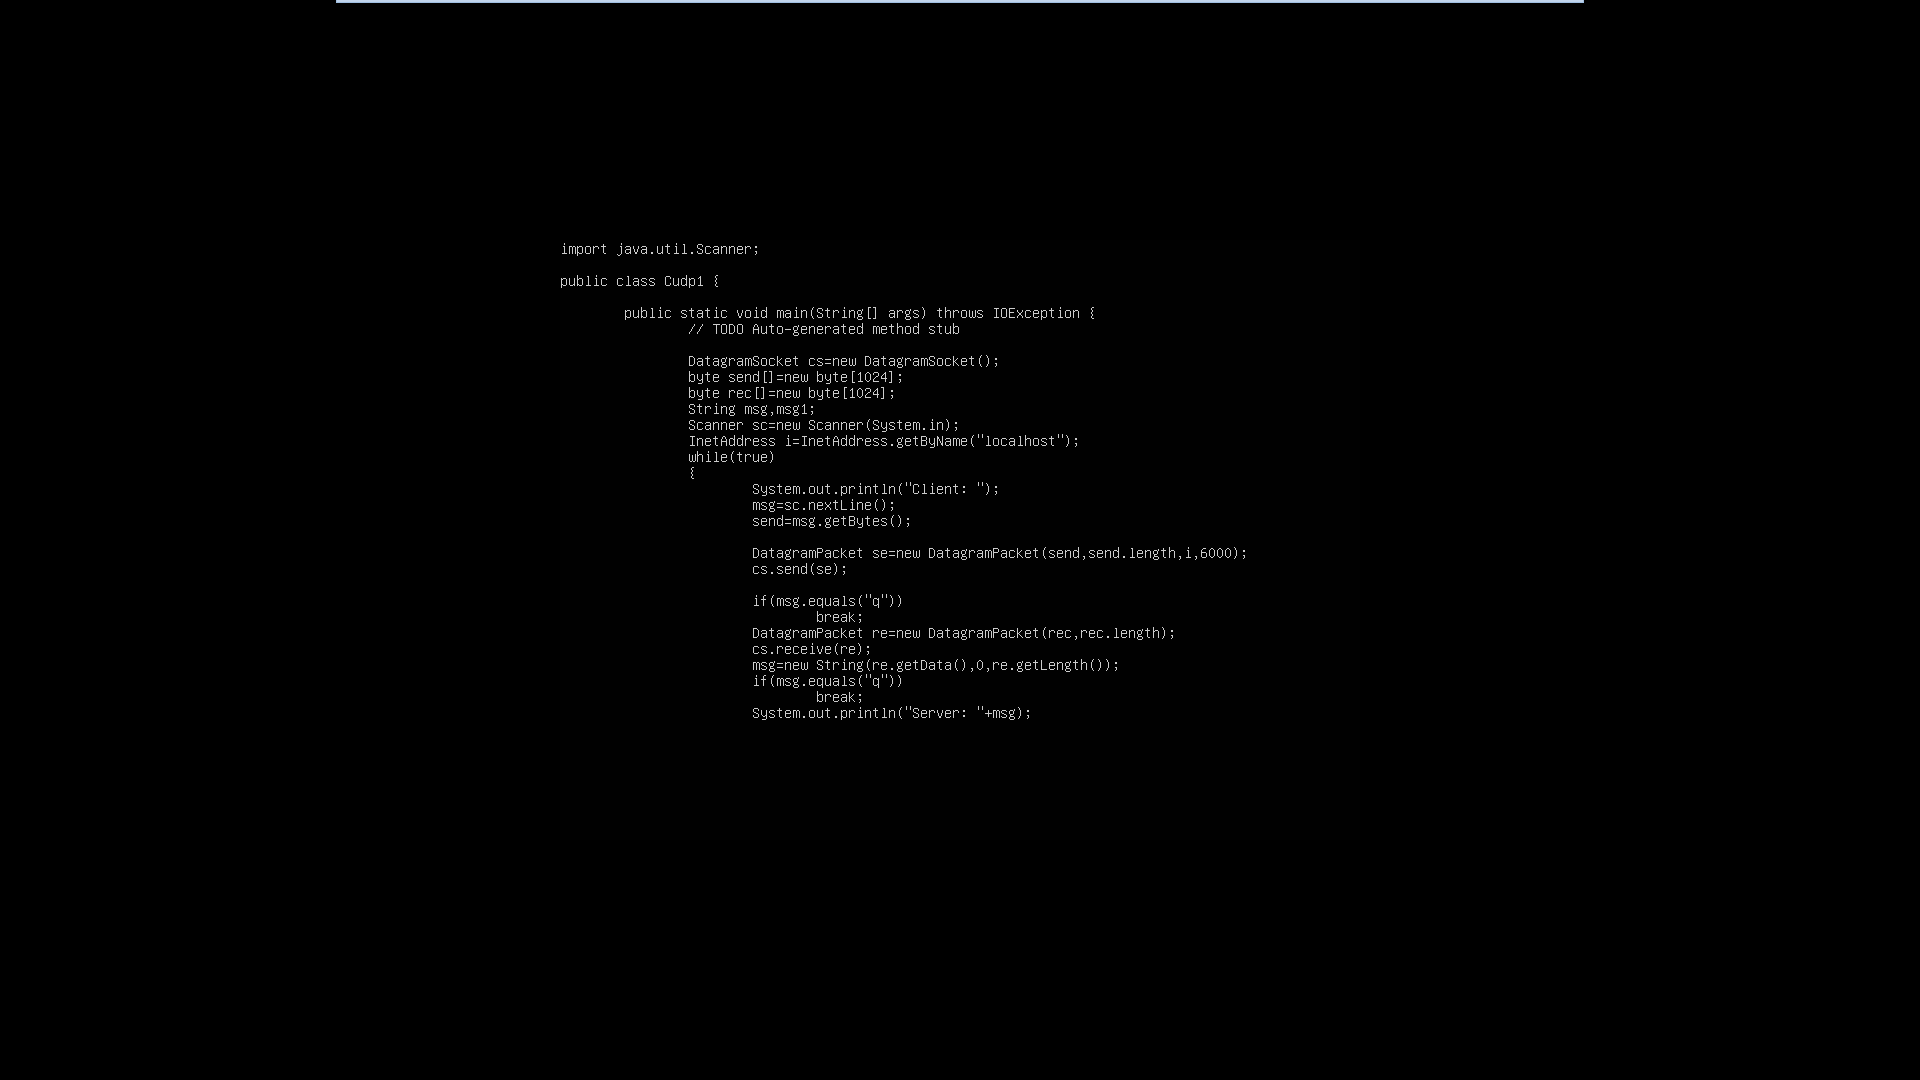 import java.util.Scanner;

public class Cudp1 {

        public static void main(String[] args) throws IOException {
                // TODO Auto-generated method stub

                DatagramSocket cs=new DatagramSocket();
                byte send[]=new byte[1024];
                byte rec[]=new byte[1024];
                String msg,msg1;
                Scanner sc=new Scanner(System.in);
                InetAddress i=InetAddress.getByName("localhost");
                while(true)
                {
                        System.out.println("Client: ");
                        msg=sc.nextLine();
                        send=msg.getBytes();

                        DatagramPacket se=new DatagramPacket(send,send.length,i,6000);
                        cs.send(se);

                        if(msg.equals("q"))
                                break;
                        DatagramPacket re=new DatagramPacket(rec,rec.length);
                        cs.receive(re);
                        msg=new String(re.getData(),0,re.getLength());
                        if(msg.equals("q"))
                                break;
                        System.out.println("Server: "+msg);